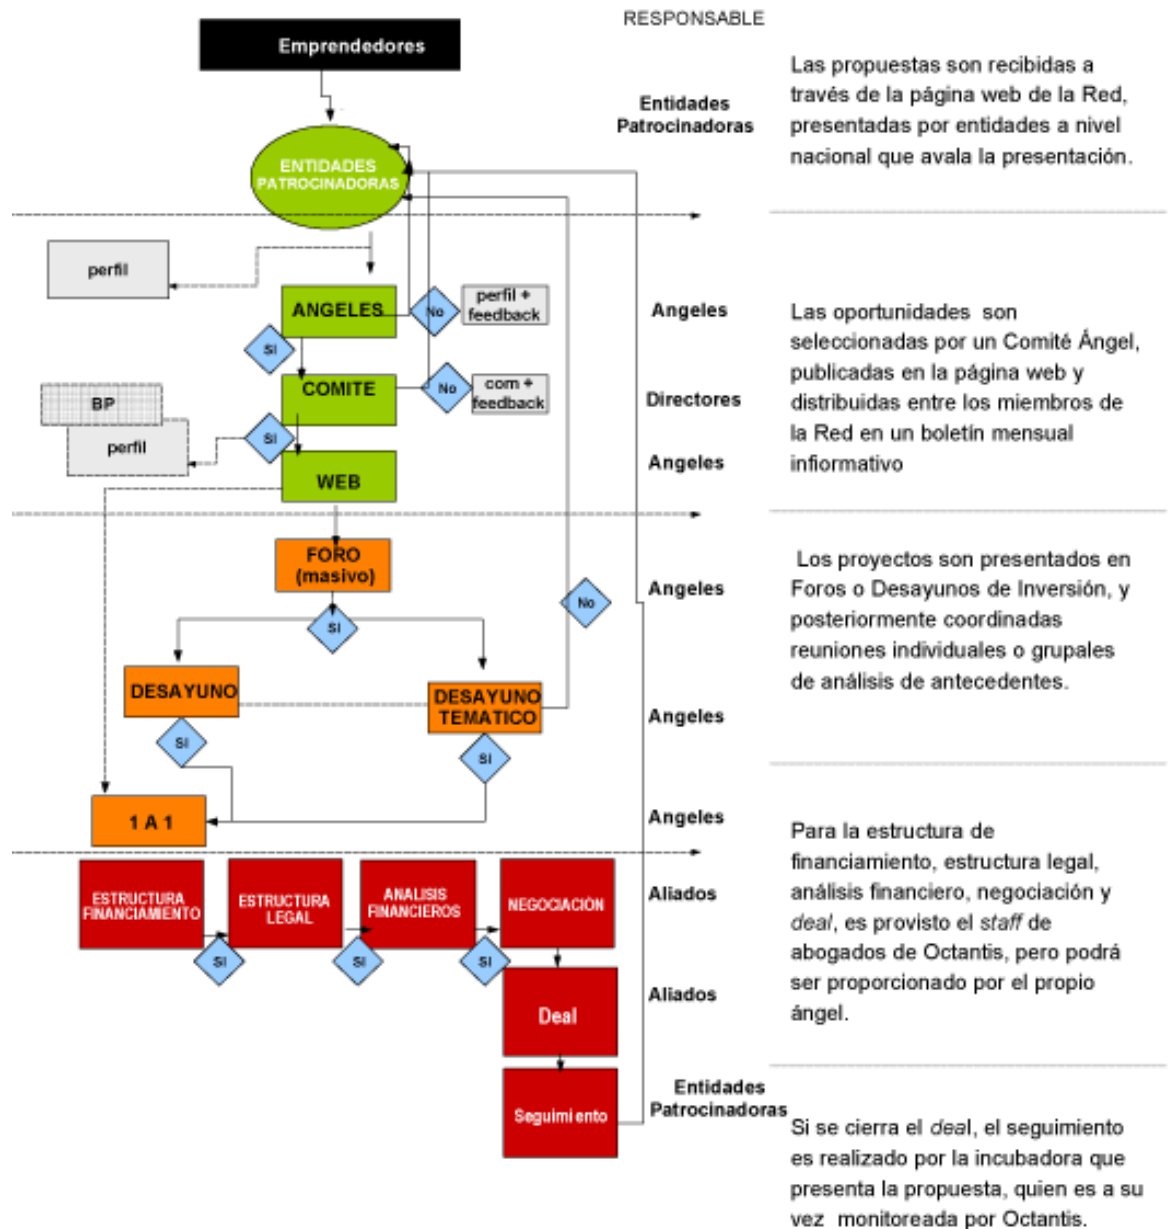 RESPONSABLE
Emprendedores
Las propuestas son recibidas a
través de la página web de la Red,
presentadas por entidades a nivel
nacional que avala la presentación.
Entidades
Patrocinadoras
ENTIDADES
PATROCINADORAS
perfil
ANGELES
No
perfil +
feedback
Angeles
SI
Las oportunidades son
seleccionadas por un Comité Ángel,
publicadas en la página web y
distribuidas entre los miembros de
la Red en un boletín mensual
infiormativo
COMITE
No
com +
feedback
Directores
BP
perfil
SI
WEB
Angeles
FORO
(masivo)
SI
No
Angeles
Los proyectos son presentados en
Foros o Desayunos de Inversión, y
posteriormente coordinadas
reuniones individuales o grupales
de análisis de antecedentes.
DESAYUNO
DESAYUNO
TEMATICO
Angeles
SI
SI
1 A 1
Angeles
Para la estructura de
financiamiento, estructura legal,
análisis financiero, negociación y
deal, es provisto el staff de
abogados de Octantis, pero podrá
ser proporcionado por el propio
ángel.
ESTRUCTURA
FINANCIAMIENTO
ESTRUCTURA
LEGAL
ANALISIS
FINANCIEROS
NEGOCIACIÓN
Aliados
SI
SI
SI
Deal
Aliados
Seguimiento
Entidades
Patrocinadoras
Si se cierra el deal, el seguimiento
es realizado por la incubadora que
presenta la propuesta, quien es a su
vez monitoreada por Octantis.